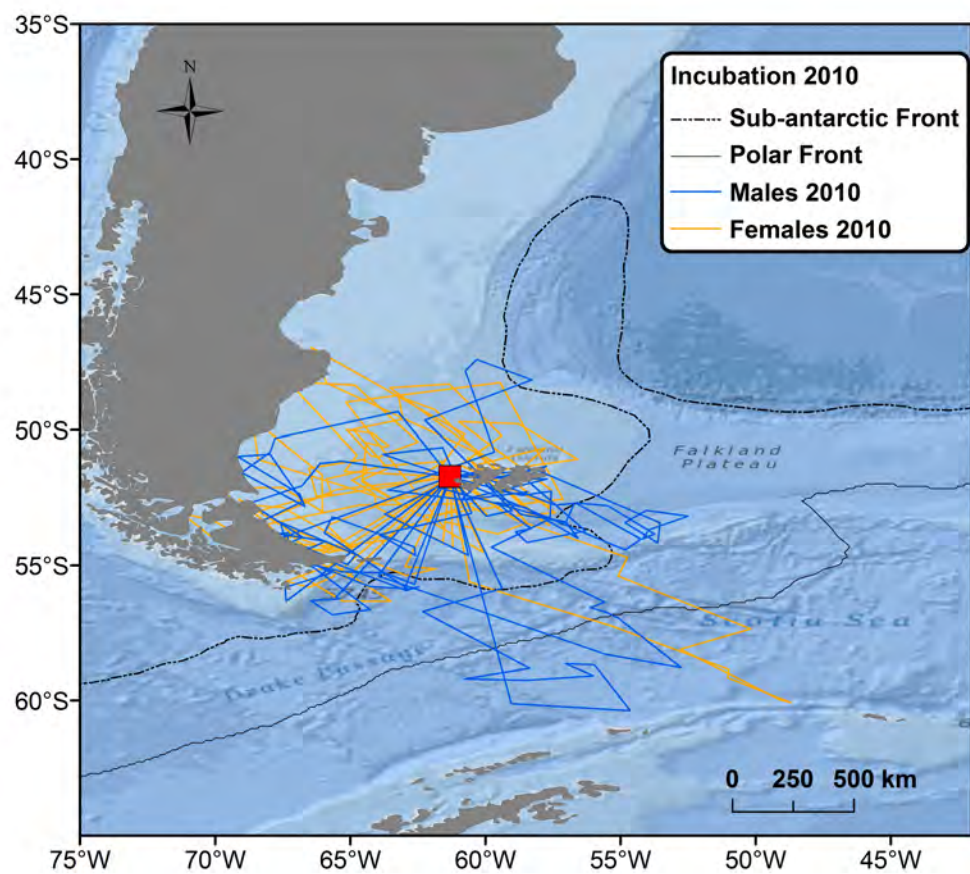 35°S
40°S
45°S
50°S
55°S
60°S
N
Incubation 2010
Sub-antarctic Front
Polar Front
Males 2010
Females 2010
Falkland
Plateau
Scotia Sea
Drake Passage
0 250 500 km
75°W 70°W 65°W 60°W 55°W 50°W 45°W